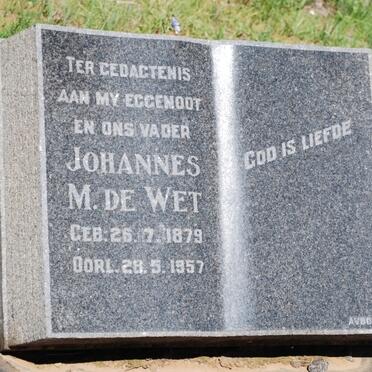 TER GEDAGTENIS
AAN MY EGGENOOT
EN ONS VADER
JOHANNES
M. DE WET
GEB: 26. 7. 1879
OORL. 28. 5. 1957
GOD IS LIEFDE